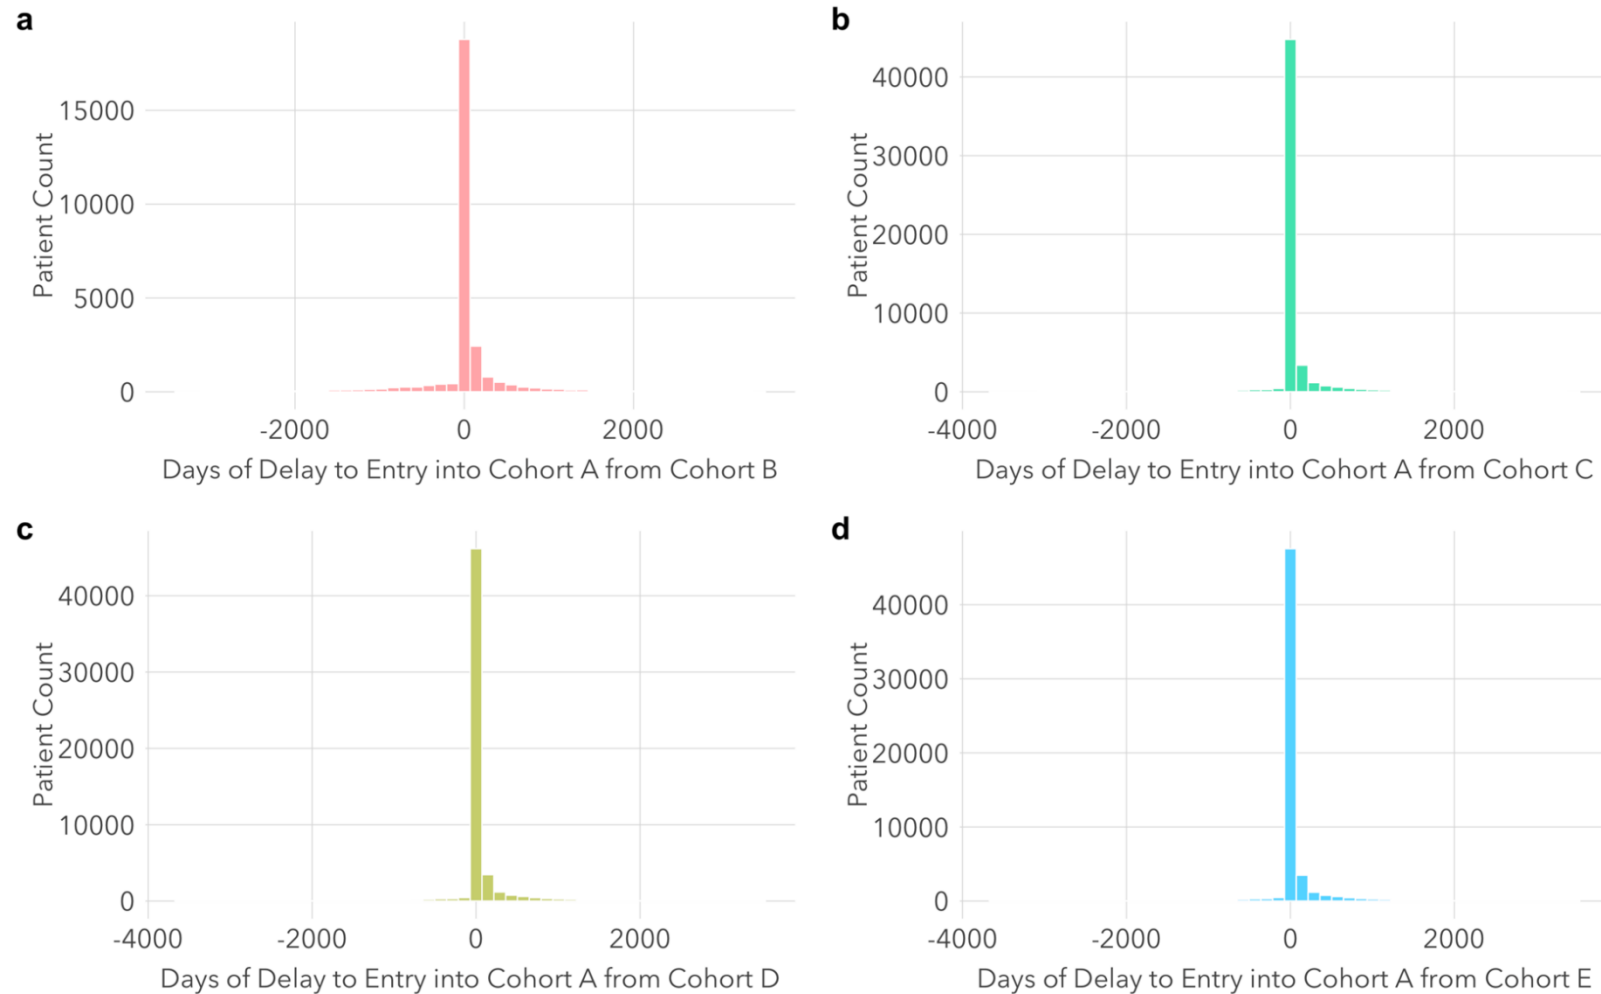 a
Patient Count
15000
10000
5000
0
-2000 0 2000
Days of Delay to Entry into Cohort A from Cohort B
b
Patient Count
40000
30000
20000
10000
0
-4000 -2000 0 2000
Days of Delay to Entry into Cohort A from Cohort C
c
Patient Count
40000
30000
20000
10000
0
-4000 -2000 0 2000
Days of Delay to Entry into Cohort A from Cohort D
d
Patient Count
40000
30000
20000
10000
0
-4000 -2000 0 2000
Days of Delay to Entry into Cohort A from Cohort E